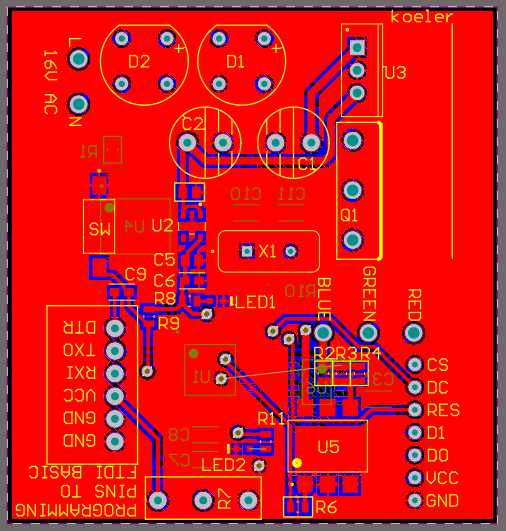 koeler
L
16V AC
N
D2
+
D1
+
U3
C2
C1
R1
C10
C11
Q1
SW
U4
U2
X1
C5
C6
C9
R8
LED1
R10
R9
BLUE
GREEN
RED
DTR
TXO
RXI
VCC
GND
GND
U1
R2 R3 R4
C3
CS
DC
RES
D1
D0
VCC
GND
R11
C8
C7
LED2
U5
R6
R7
PROGRAMMING
PINS TO
FTDI BASIC